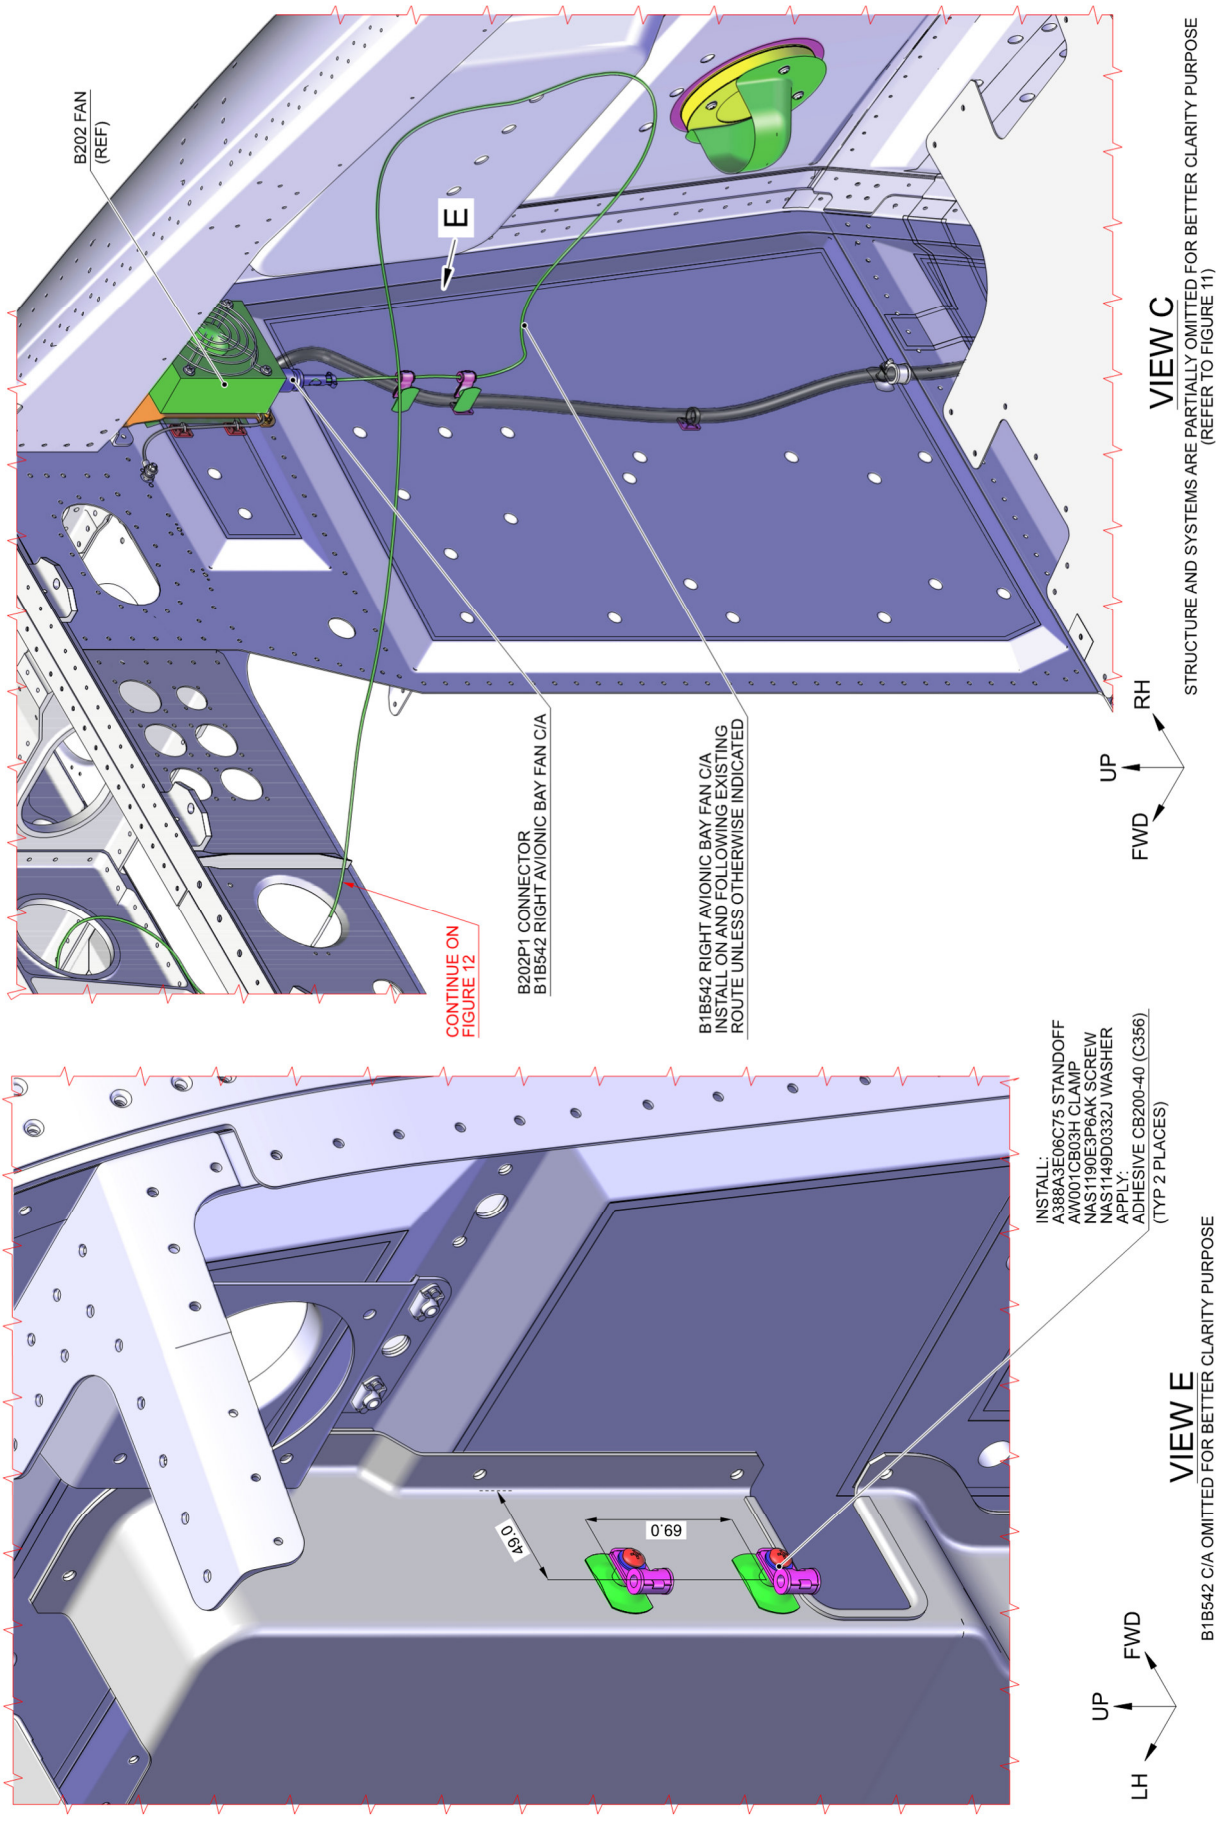 B202 FAN
(REF)
E
CONTINUE ON
FIGURE 12
B202P1 CONNECTOR
B1B542 RIGHT AVIONIC BAY FAN C/A
B1B542 RIGHT AVIONIC BAY FAN C/A
INSTALL ON AND FOLLOWING EXISTING
ROUTE UNLESS OTHERWISE INDICATED
UP
RH
FWD
VIEW C
STRUCTURE AND SYSTEMS ARE PARTIALLY OMITTED FOR BETTER CLARITY PURPOSE
(REFER TO FIGURE 11)
49.0
69.0
INSTALL:
A388A3E06C75 STANDOFF
AW001CB03H CLAMP
NAS1190E3P6AK SCREW
NAS1149D0332J WASHER
APPLY:
ADHESIVE CB200-40 (C356)
(TYP 2 PLACES)
UP
FWD
LH
VIEW E
B1B542 C/A OMITTED FOR BETTER CLARITY PURPOSE